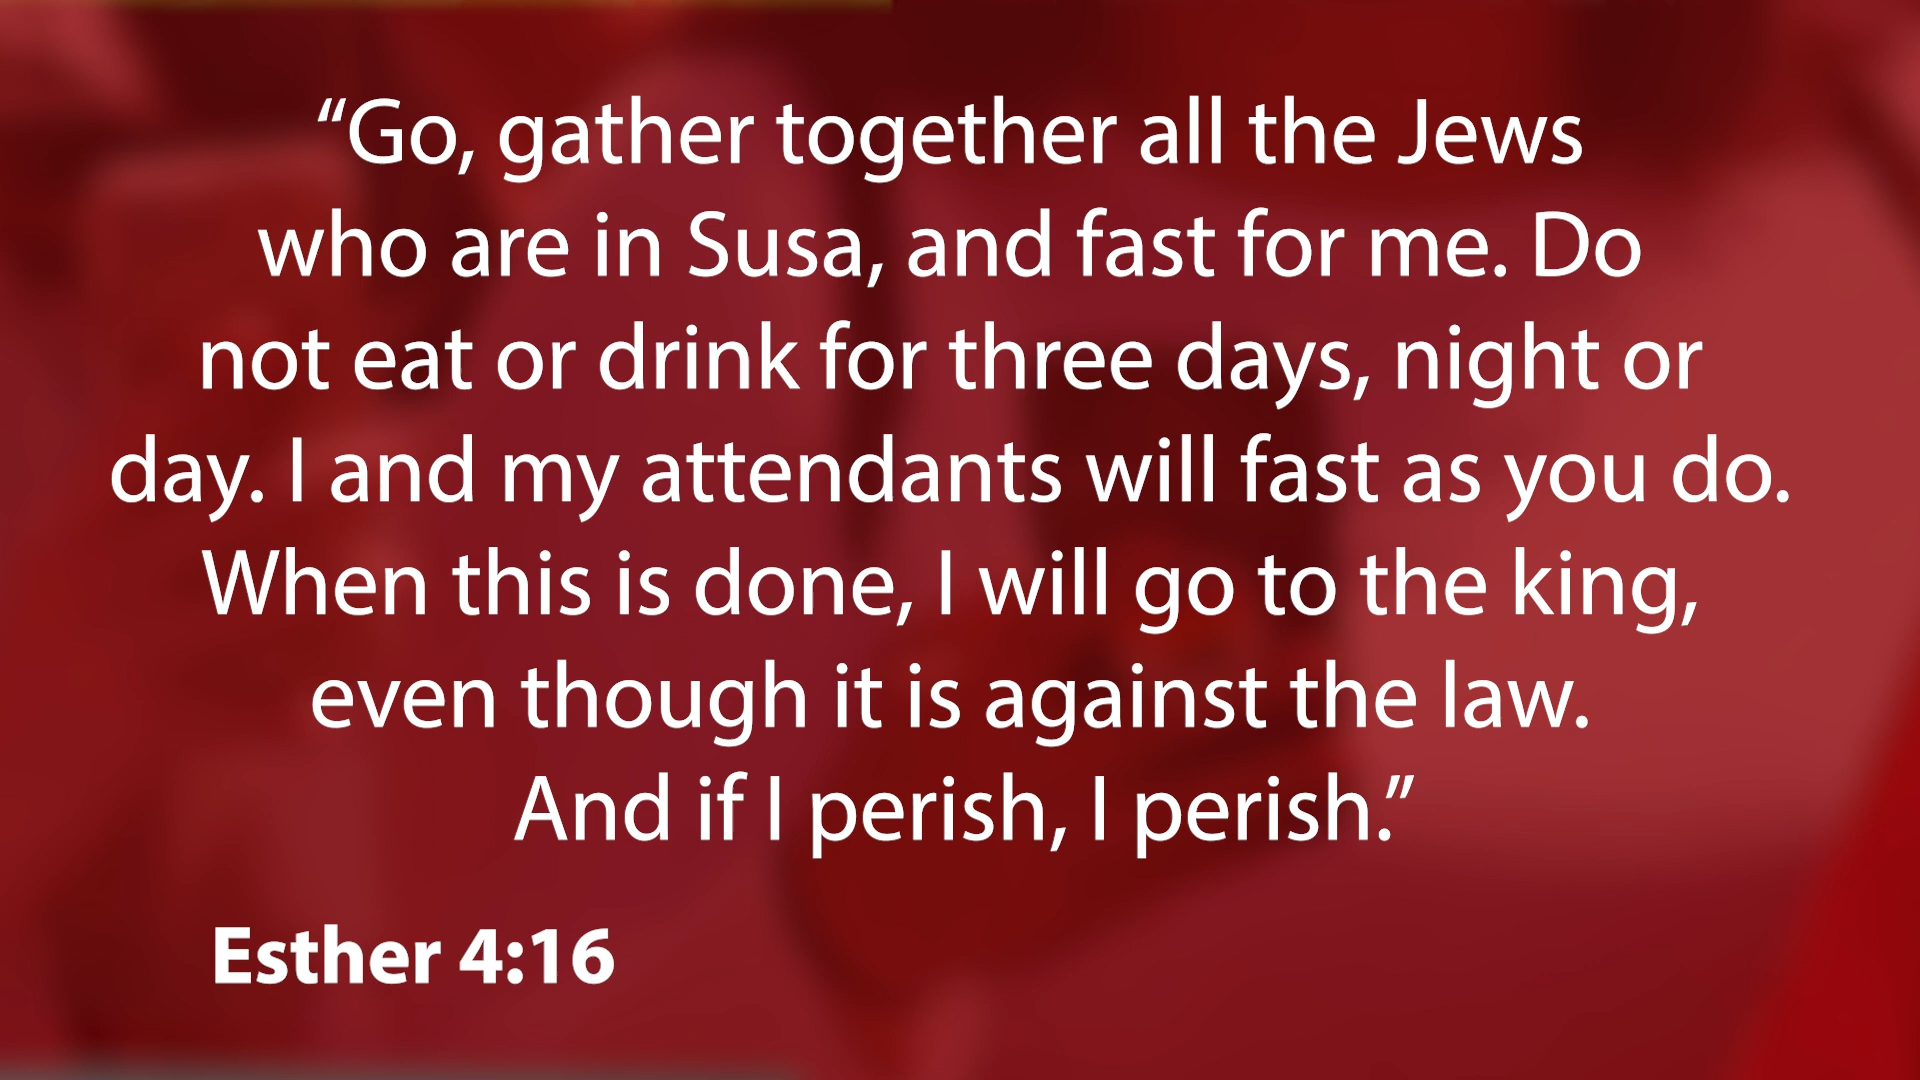 “Go, gather together all the Jews
who are in Susa, and fast for me. Do
not eat or drink for three days, night or
day. I and my attendants will fast as you do.
When this is done, I will go to the king,
even though it is against the law.
And if I perish, I perish.”
Esther 4:16